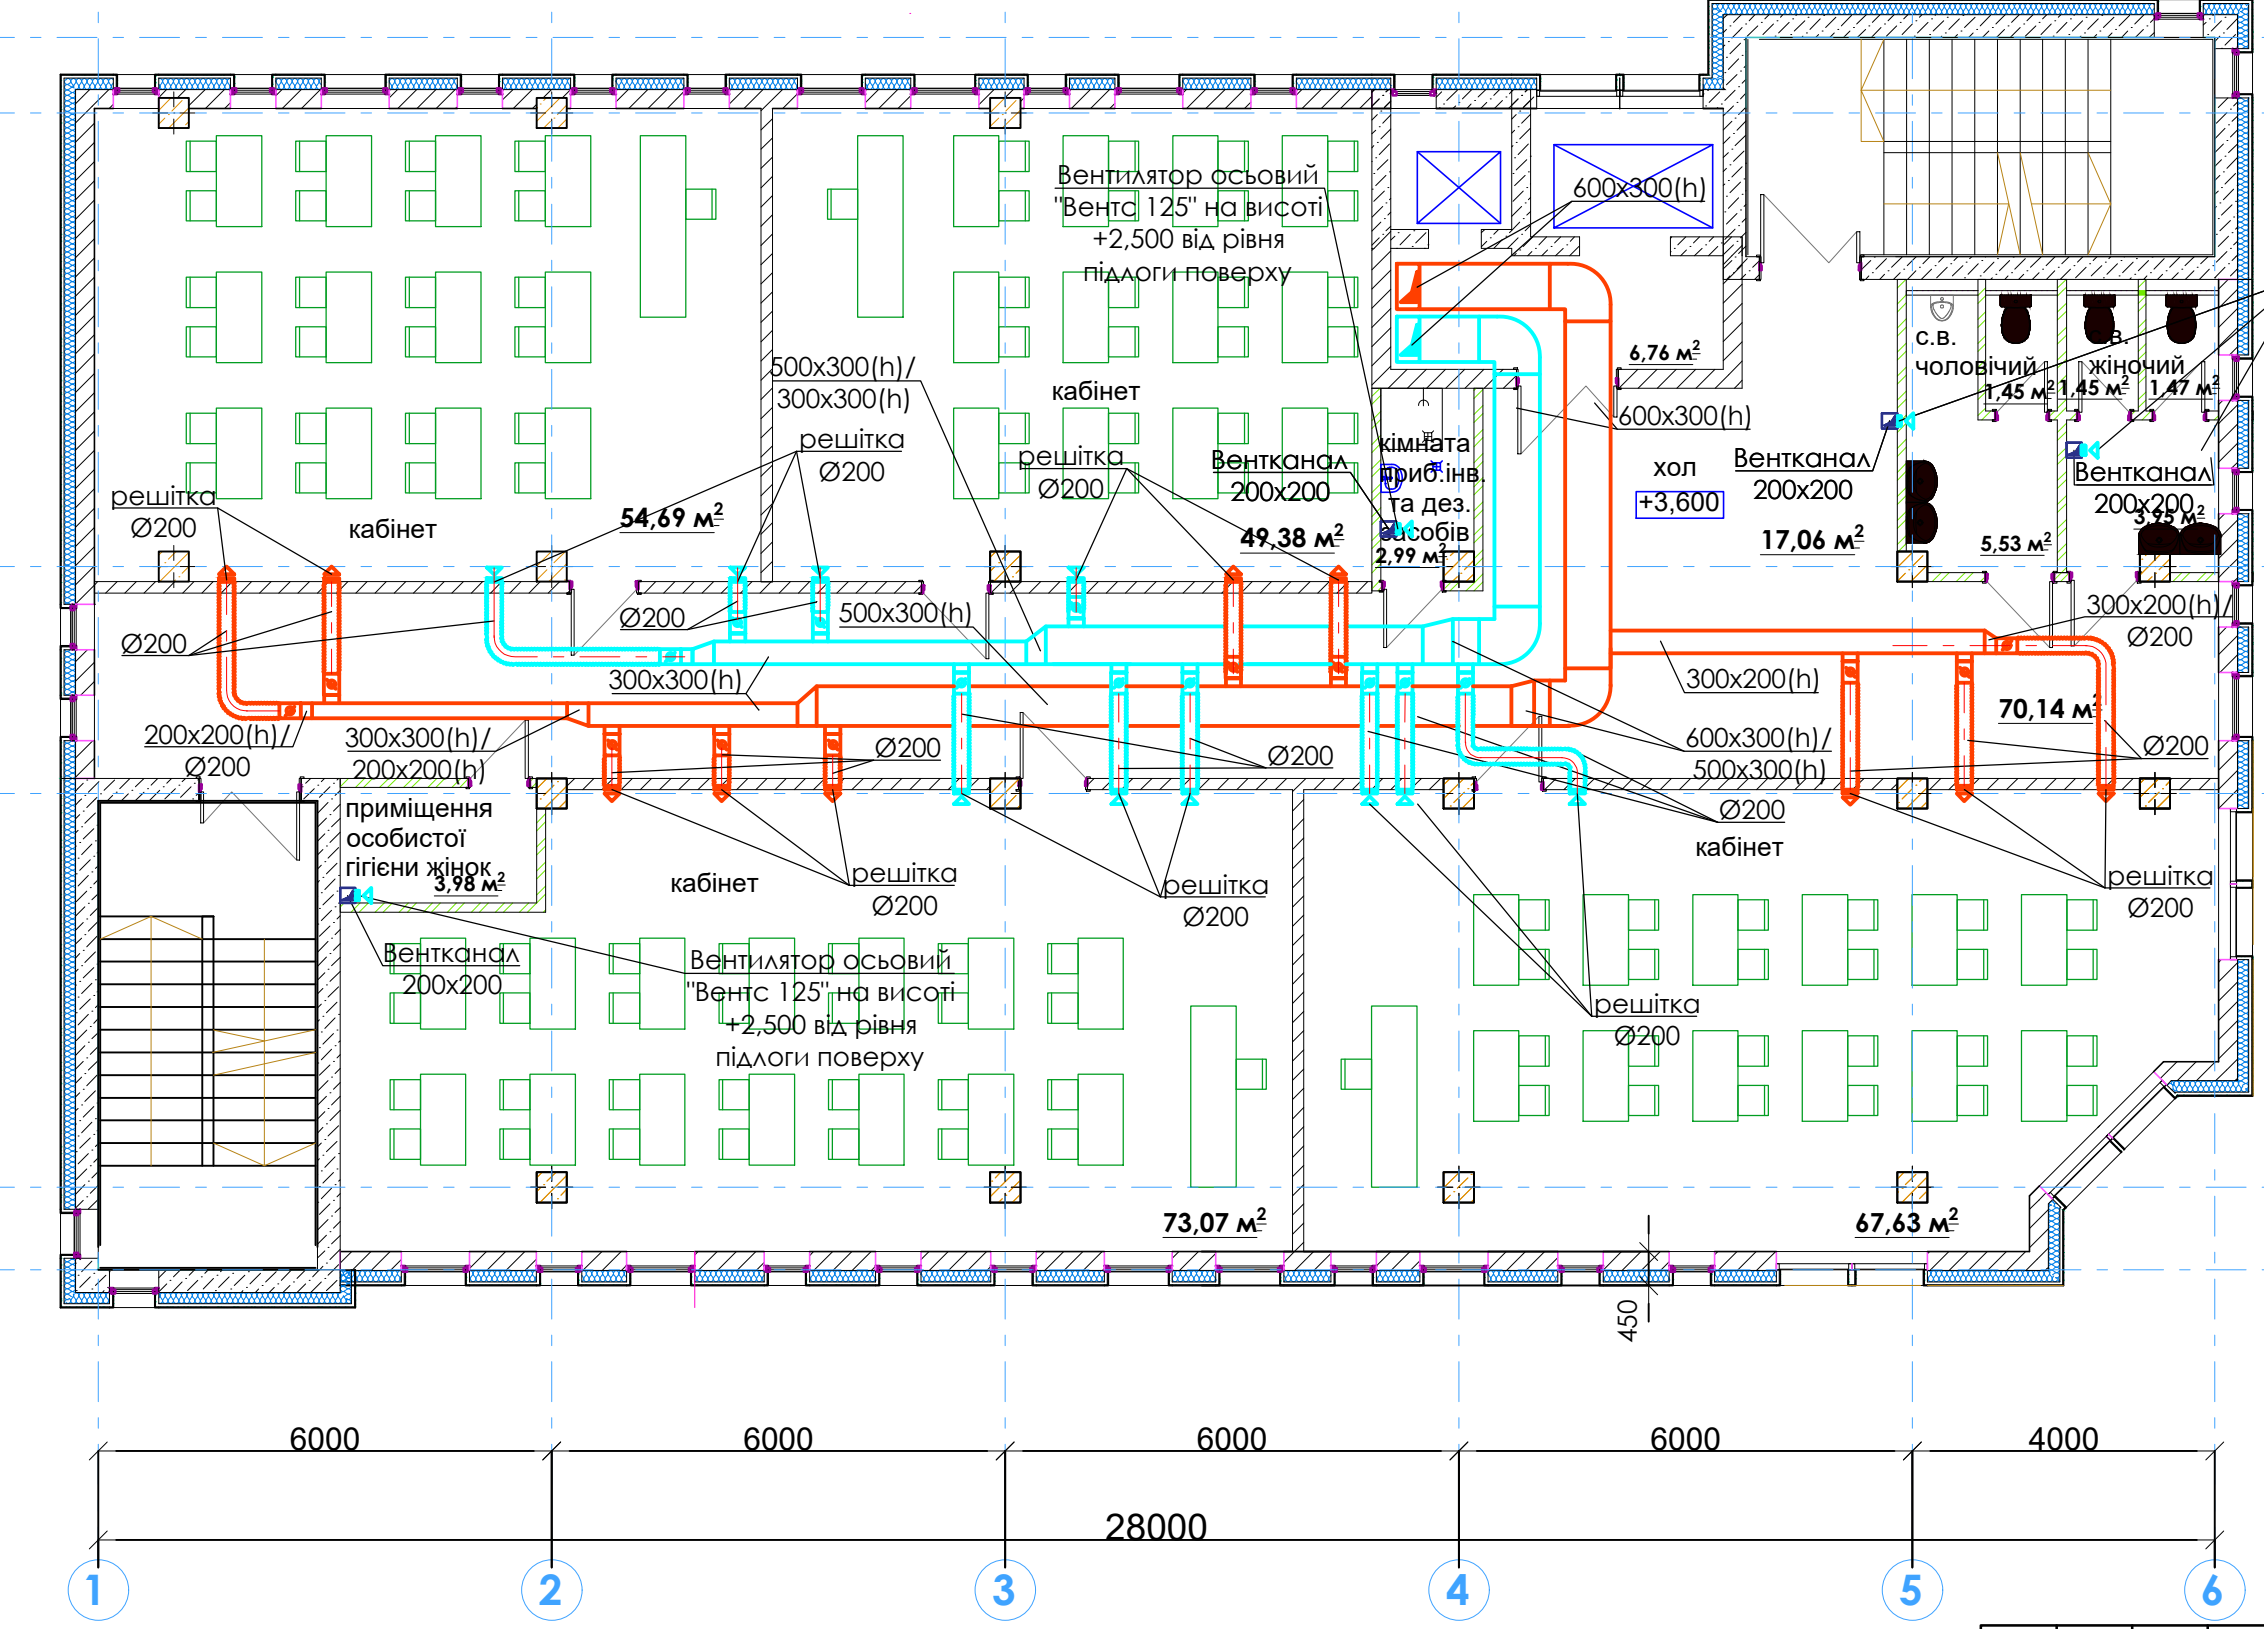 Вентилятор осьовий
"Вентс 125" на висоті
+2,500 від рівня
підлоги поверху
600x300(h)
6,76 м²
с.в.
чоловічий
с.в.
жіночий
1,45 м²
1,45 м²
1,47 м²
500x300(h)/
300x300(h)
кабінет
600x300(h)
решітка
Ø200
решітка
Ø200
решітка
Ø200
кабінет
54,69 м²
49,38 м²
Вентканал
200x200
кімната
приб.інв.
та дез.
засобів
2,99 м²
хол
+3,600
17,06 м²
Вентканал
200x200
Вентканал
200x200
3,95 м²
5,53 м²
Ø200
Ø200
500x300(h)
300x200(h)/
Ø200
300x300(h)
300x200(h)
70,14 м²
200x200(h)/
Ø200
300x300(h)/
200x200(h)
Ø200
Ø200
600x300(h)/
500x300(h)
Ø200
Ø200
приміщення
особистої
гігієни жінок
3,98 м²
кабінет
решітка
Ø200
решітка
Ø200
кабінет
решітка
Ø200
Вентканал
200x200
Вентилятор осьовий
"Вентс 125" на висоті
+2,500 від рівня
підлоги поверху
решітка
Ø200
73,07 м²
67,63 м²
450
6000
6000
6000
6000
4000
28000
1
2
3
4
5
6